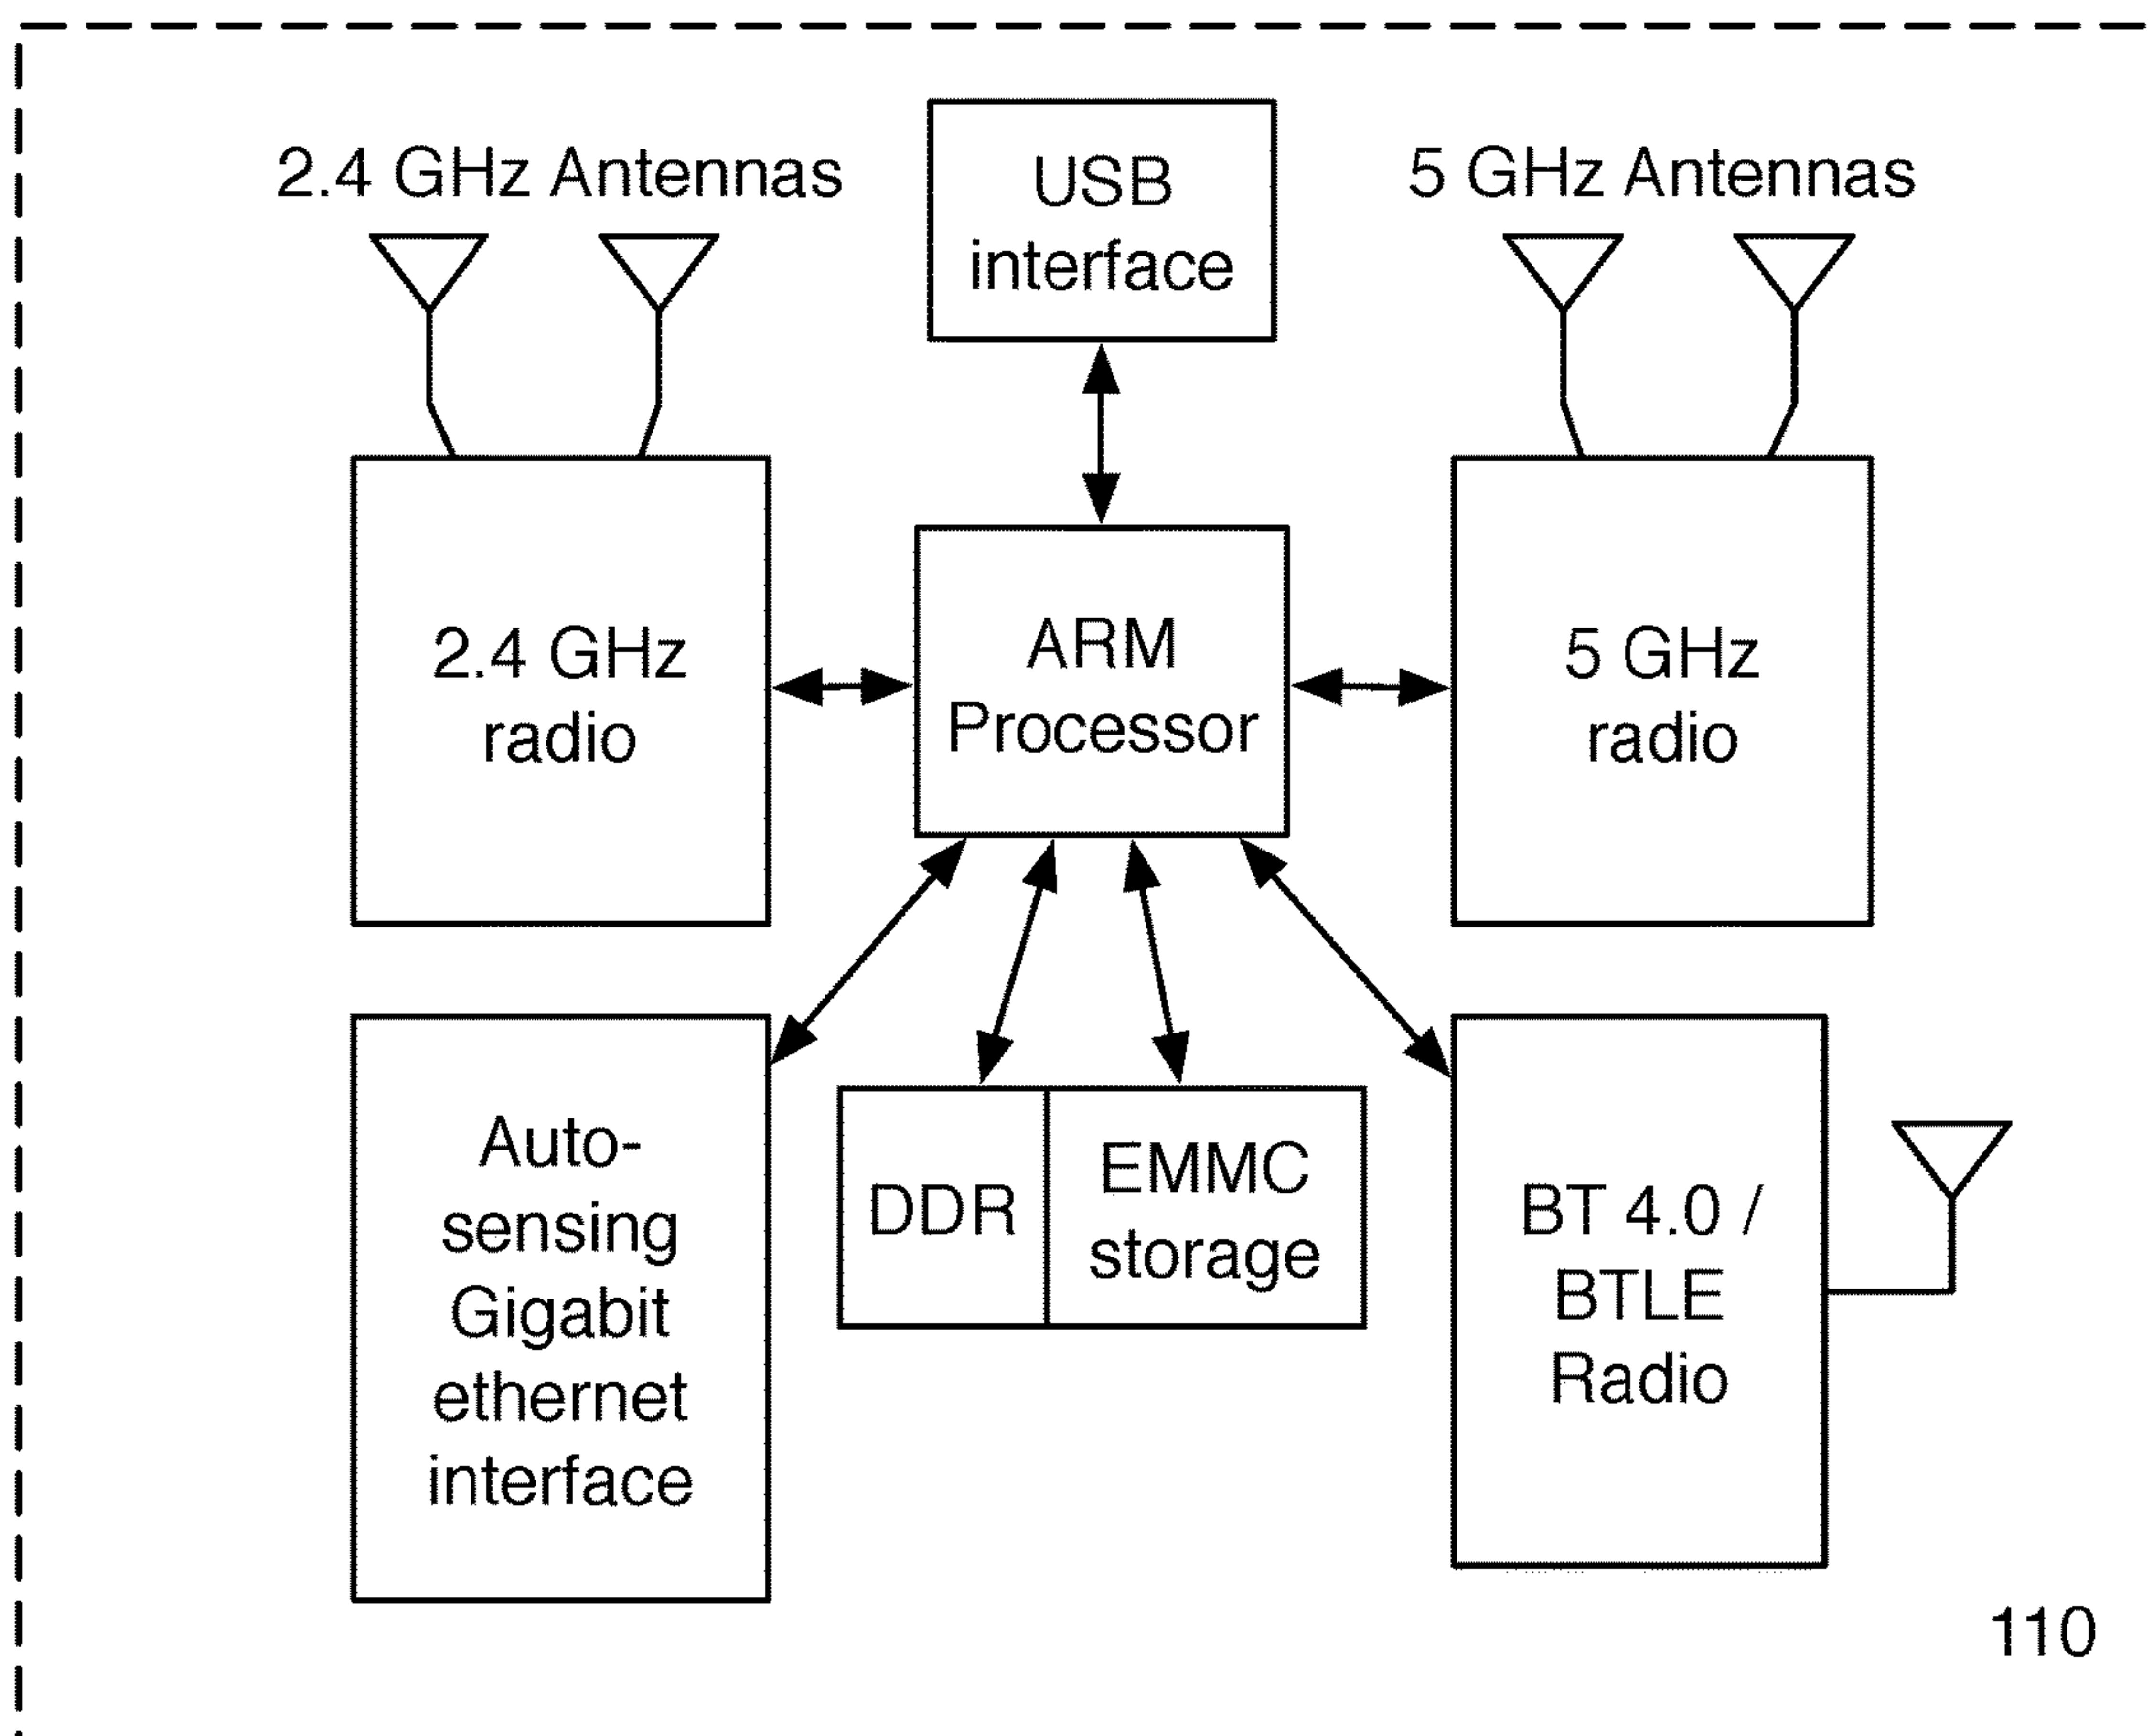 2.4 GHz Antennas
USB
interface
5 GHz Antennas
2.4 GHz
radio
ARM
Processor
5 GHz
radio
Auto-
sensing
Gigabit
ethernet
interface
DDR
EMMC
storage
BT 4.0 /
BTLE
Radio
110